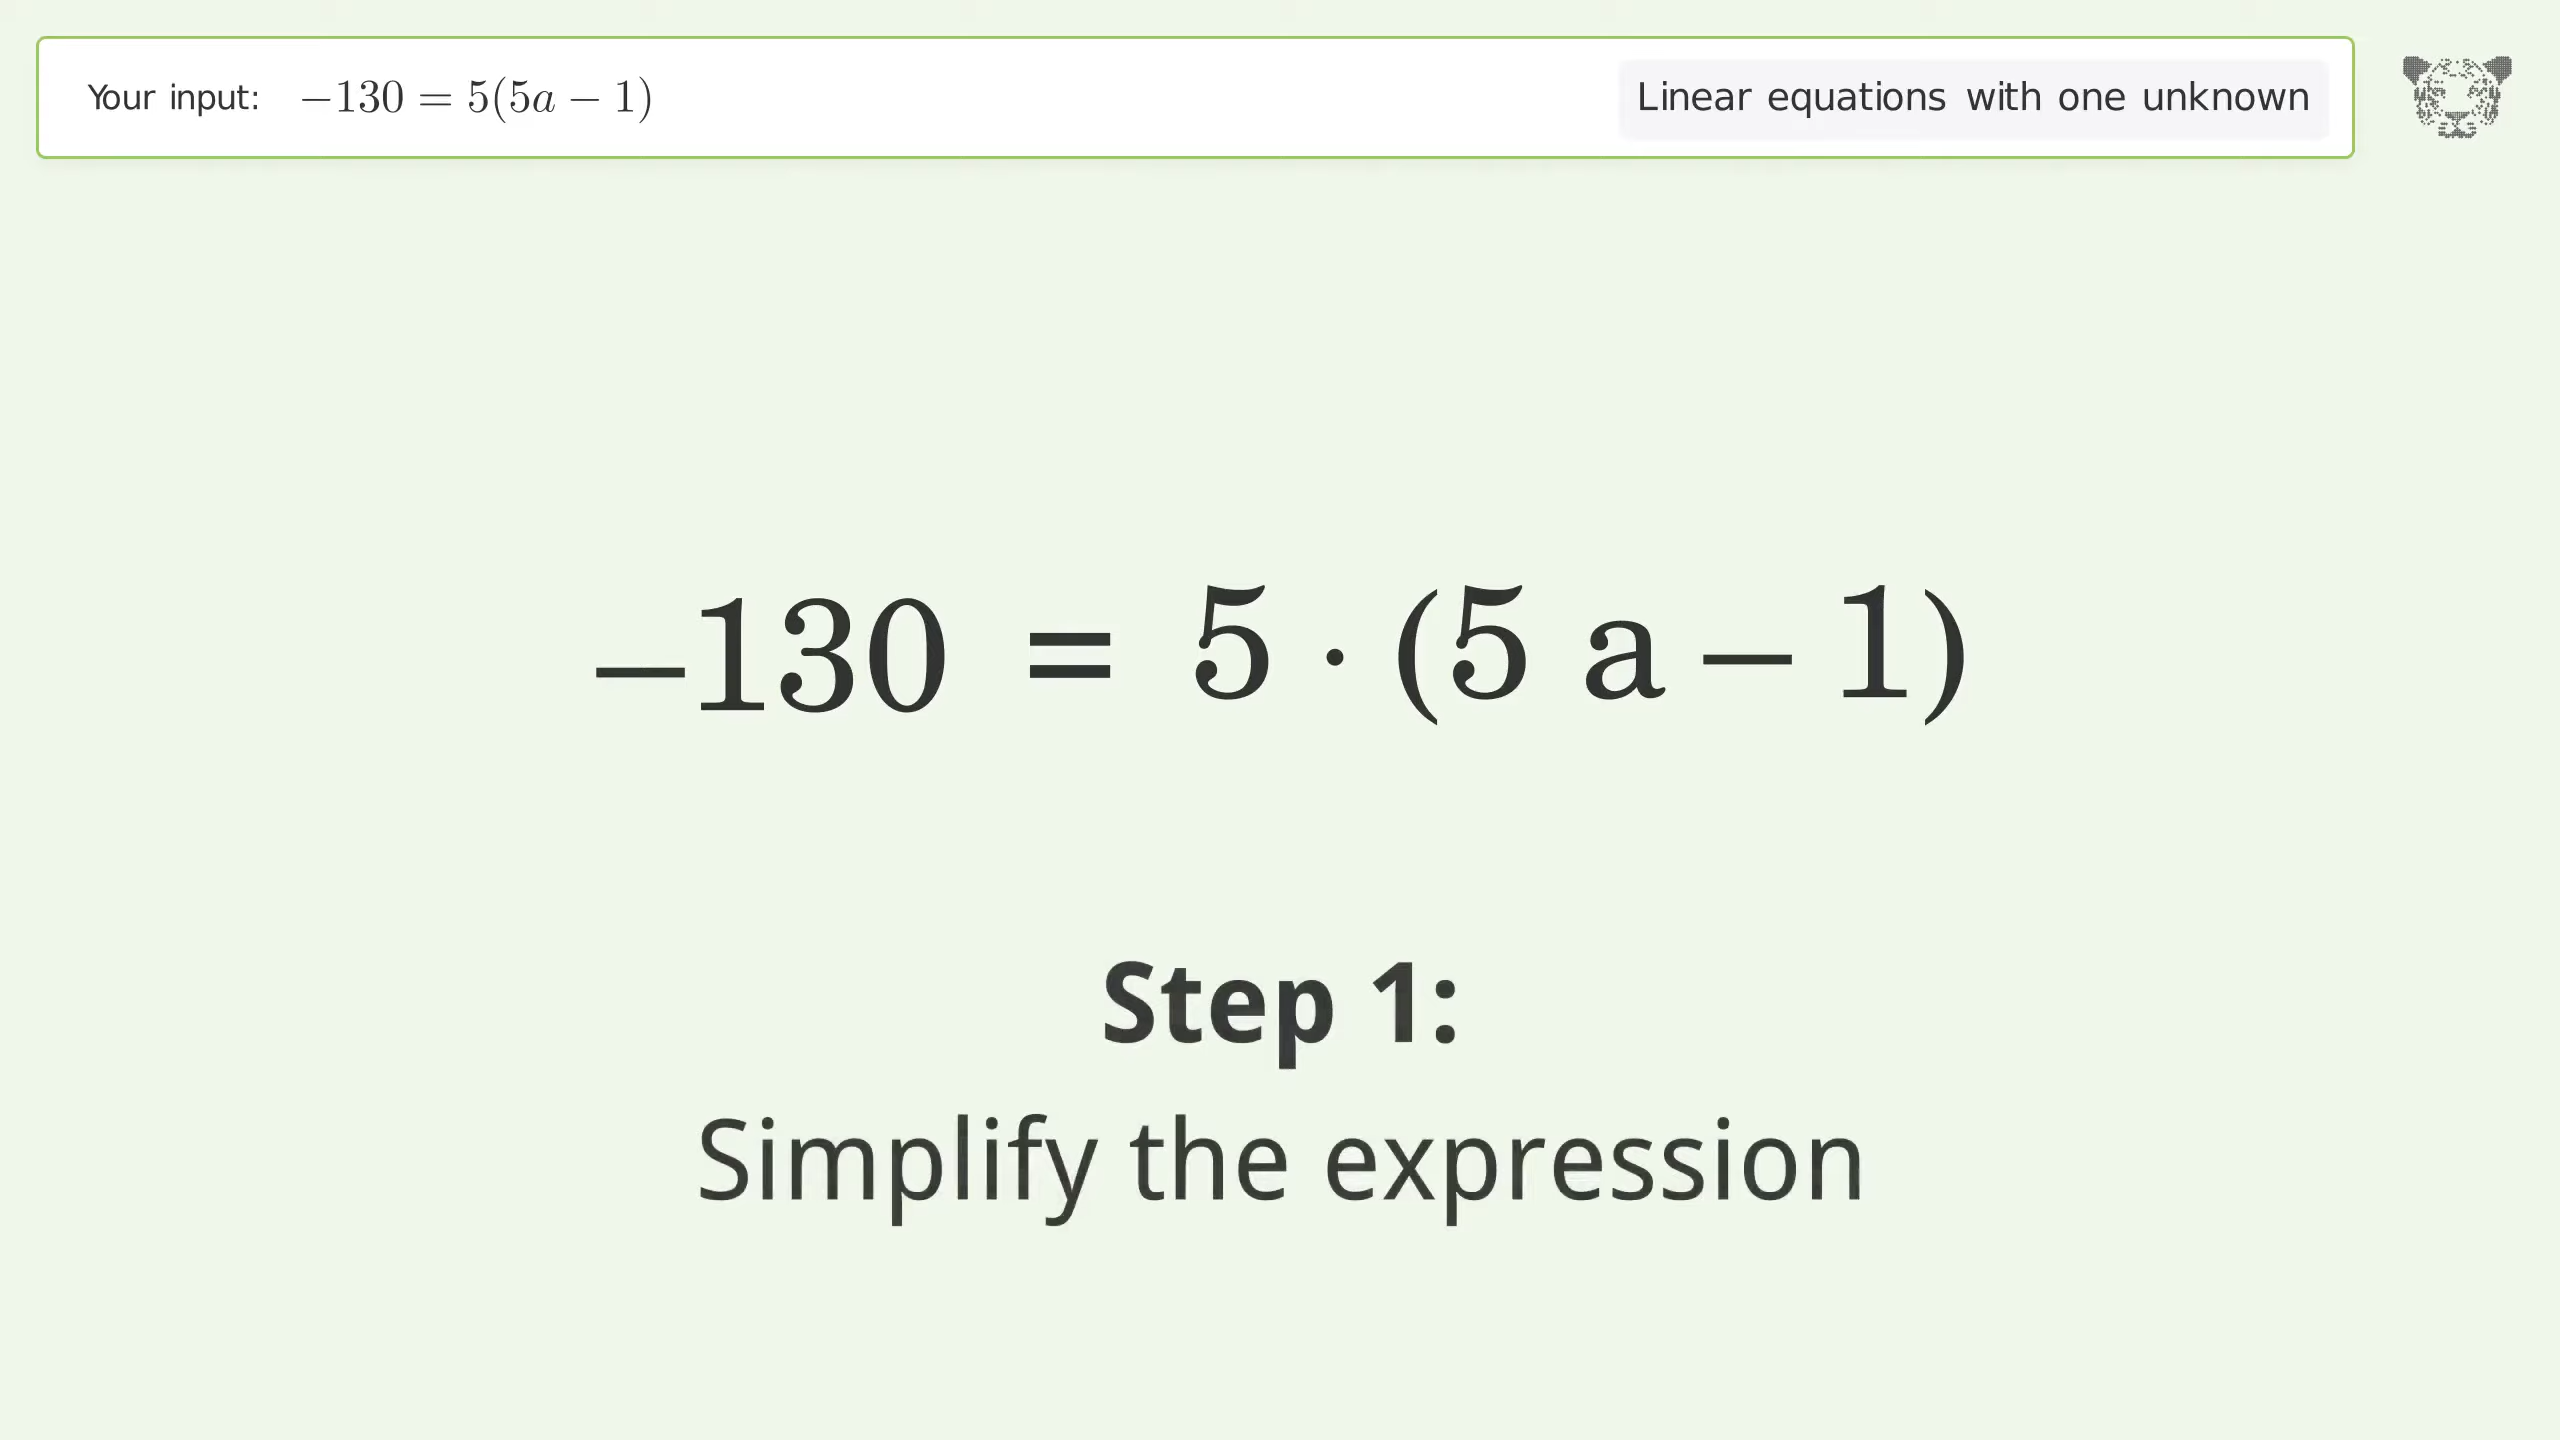 Your input: −130 = 5(5a − 1)
Linear equations with one unknown
−130 = 5 · (5 a − 1)
Step 1:
Simplify the expression